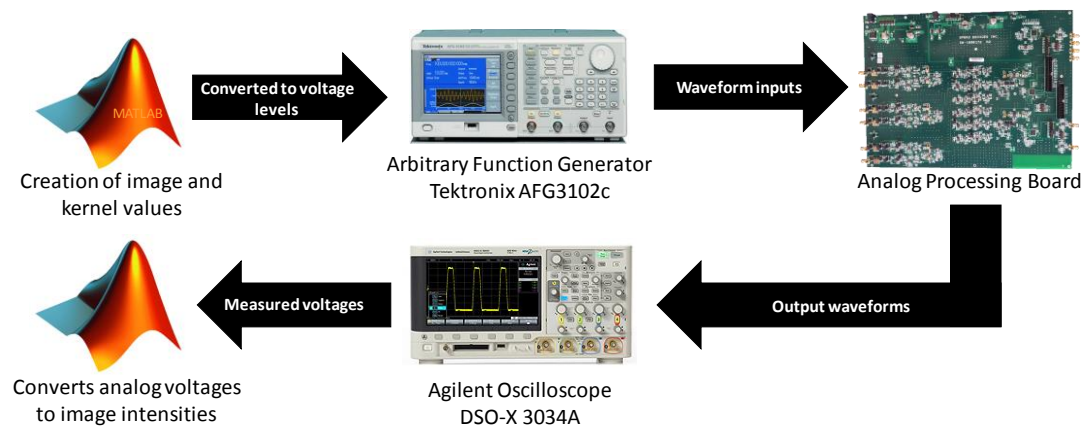 MATLAB
Converted to voltage
levels
Tektronix
Waveform inputs
Creation of image and
kernel values
Arbitrary Function Generator
Tektronix AFG3102c
Analog Processing Board
Measured voltages
Output waveforms
Converts analog voltages
to image intensities
Agilent Oscilloscope
DSO-X 3034A